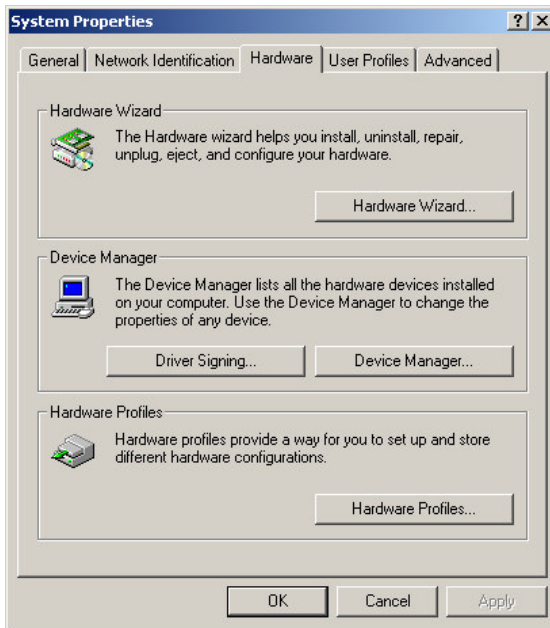 System Properties
General
Network Identification
Hardware
User Profiles
Advanced
Hardware Wizard
The Hardware wizard helps you install, uninstall, repair,
unplug, eject, and configure your hardware.
Hardware Wizard...
Device Manager
The Device Manager lists all the hardware devices installed
on your computer. Use the Device Manager to change the
properties of any device.
Driver Signing...
Device Manager...
Hardware Profiles
Hardware profiles provide a way for you to set up and store
different hardware configurations.
Hardware Profiles...
OK
Cancel
Apply